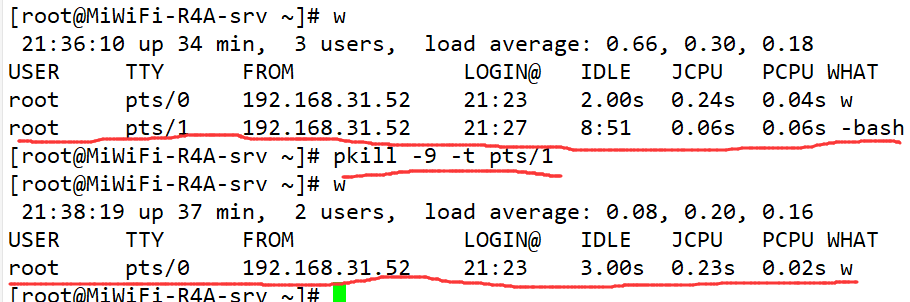 [root@MiWiFi-R4A-srv ~]# w
21:36:10 up 34 min,  3 users,  load average: 0.66, 0.30, 0.18
USER     TTY      FROM             LOGIN@   IDLE   JCPU   PCPU WHAT
root     pts/0    192.168.31.52    21:23    2.00s  0.24s  0.04s w
root     pts/1    192.168.31.52    21:27    8:51   0.06s  0.06s -bash
[root@MiWiFi-R4A-srv ~]# pkill -9 -t pts/1
[root@MiWiFi-R4A-srv ~]# w
21:38:19 up 37 min,  2 users,  load average: 0.08, 0.20, 0.16
USER     TTY      FROM             LOGIN@   IDLE   JCPU   PCPU WHAT
root     pts/0    192.168.31.52    21:23    3.00s  0.23s  0.02s w
[root@MiWiFi-R4A-srv ~]#